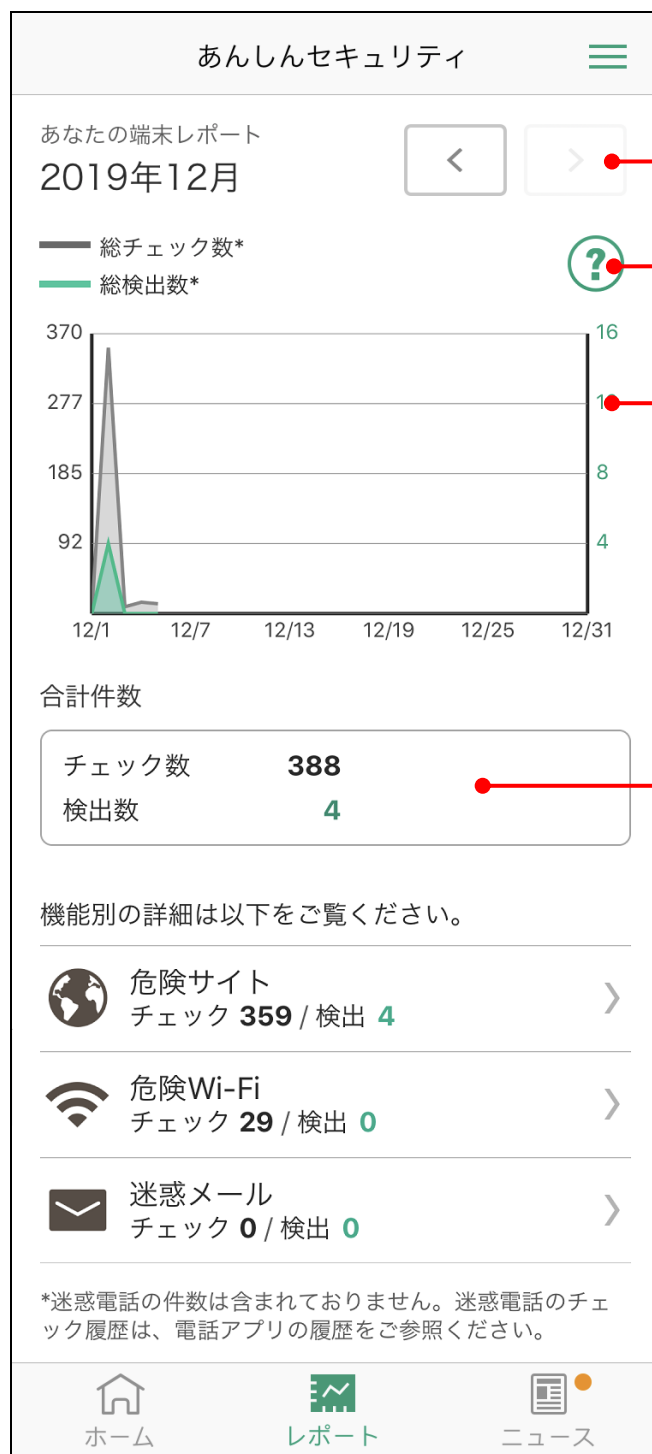 あんしんセキュリティ
あなたの端末レポート
2019年12月
総チェック数*
総検出数*
?
370 16
277
185 8
92 4
12/1 12/7 12/13 12/19 12/25 12/31
合計件数
チェック数 388
検出数 4
機能別の詳細は以下をご覧ください。
危険サイト
チェック 359 / 検出 4
危険Wi-Fi
チェック 29 / 検出 0
迷惑メール
チェック 0 / 検出 0
*迷惑電話の件数は含まれておりません。迷惑電話のチェ
ック履歴は、電話アプリの履歴をご参照ください。
ホーム レポート ニュース